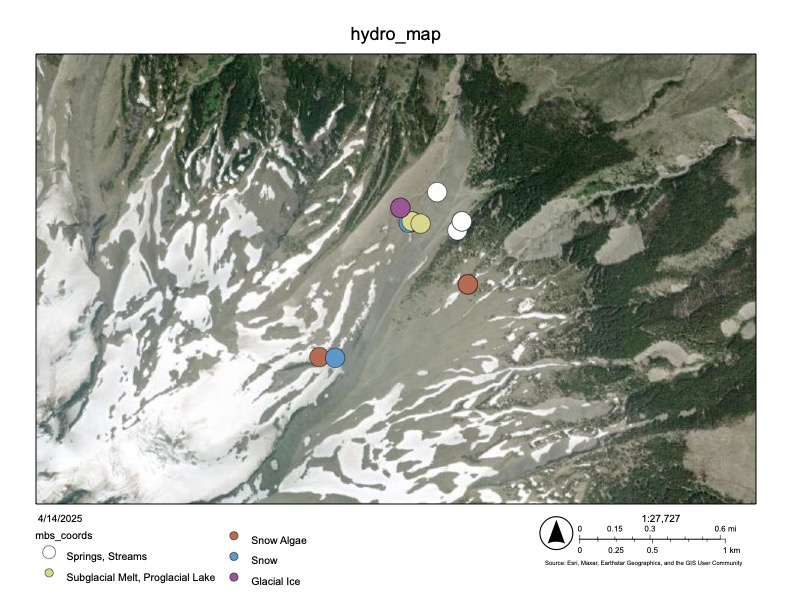 hydro_map
4/14/2025
mbs_coords
Springs, Streams
Subglacial Melt, Proglacial Lake
Snow Algae
Snow
Glacial Ice
1:27,727
0 0.15 0.3 0.6 mi
0 0.25 0.5 1 km
Source: Esri, Maxar, Earthstar Geographics, and the GIS User Community